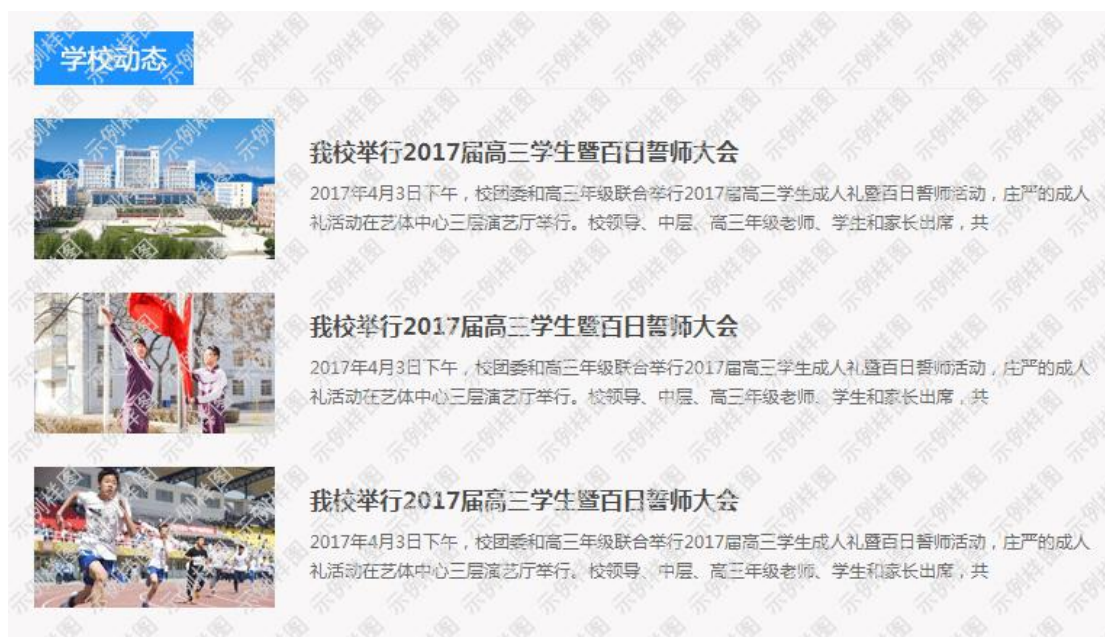 学校动态
我校举行2017届高三学生暨百日誓师大会
2017年4月3日下午，校团委和高三年级联合举行2017届高三学生成人礼暨百日誓师活动，庄严的成人
礼活动在艺体中心三层演艺厅举行。校领导、中层、高三年级老师、学生和家长出席，共
我校举行2017届高三学生暨百日誓师大会
2017年4月3日下午，校团委和高三年级联合举行2017届高三学生成人礼暨百日誓师活动，庄严的成人
礼活动在艺体中心三层演艺厅举行。校领导、中层、高三年级老师、学生和家长出席，共
我校举行2017届高三学生暨百日誓师大会
2017年4月3日下午，校团委和高三年级联合举行2017届高三学生成人礼暨百日誓师活动，庄严的成人
礼活动在艺体中心三层演艺厅举行。校领导、中层、高三年级老师、学生和家长出席，共
示例样图